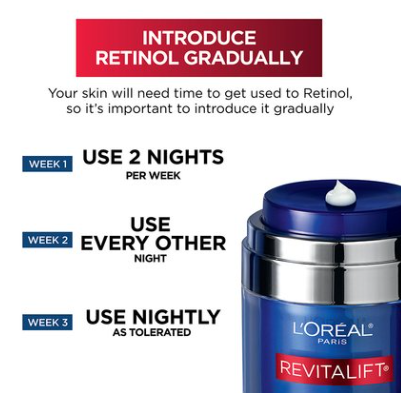 INTRODUCE
RETINOL GRADUALLY
Your skin will need time to get used to Retinol,
so it's important to introduce it gradually
WEEK 1
USE 2 NIGHTS
PER WEEK
WEEK 2
USE
EVERY OTHER
NIGHT
WEEK 3
USE NIGHTLY
AS TOLERATED
L'ORÉAL®
PARIS
REVITALIFT®